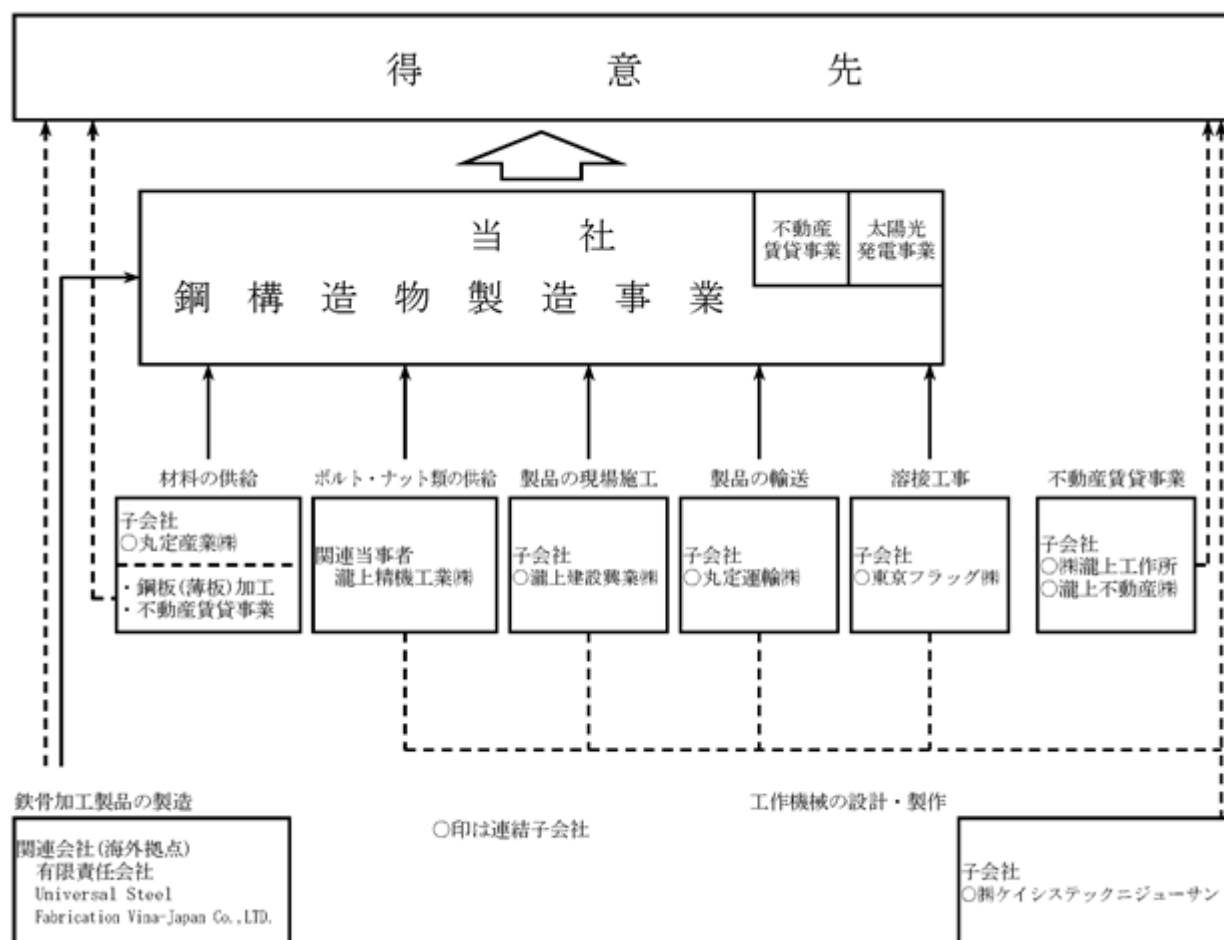 得意先
当社
鋼構造物製造事業
不動産
賃貸事業
太陽光
発電事業
材料の供給
子会社
○丸定産業㈱
・鋼板(薄板)加工
・不動産賃貸事業
ボルト・ナット類の供給
関連当事者
瀧上精機工業㈱
製品の現場施工
子会社
○瀧上建設興業㈱
製品の輸送
子会社
○丸定運輸㈱
溶接工事
子会社
○東京フラッグ㈱
不動産賃貸事業
子会社
○㈱瀧上工作所
○瀧上不動産㈱
鉄骨加工製品の製造
関連会社(海外拠点)
有限責任会社
Universal Steel
Fabrication Vina-Japan Co.,LTD.
○印は連結子会社
工作機械の設計・製作
子会社
○㈱ケイシステックニジューサン